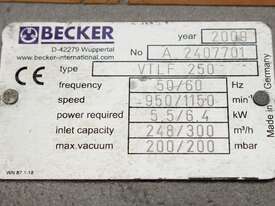 BECKER
D-42279 Wuppertal
www.becker-international.com
year 2009
No A 2407701
type VTLF 250
frequency 50/60 Hz
speed 950/1150 min⁻¹
power required 5.5/6.4 kW
inlet capacity 248/300 m³/h
max.vacuum 200/200 mbar
CE
Made in Germany